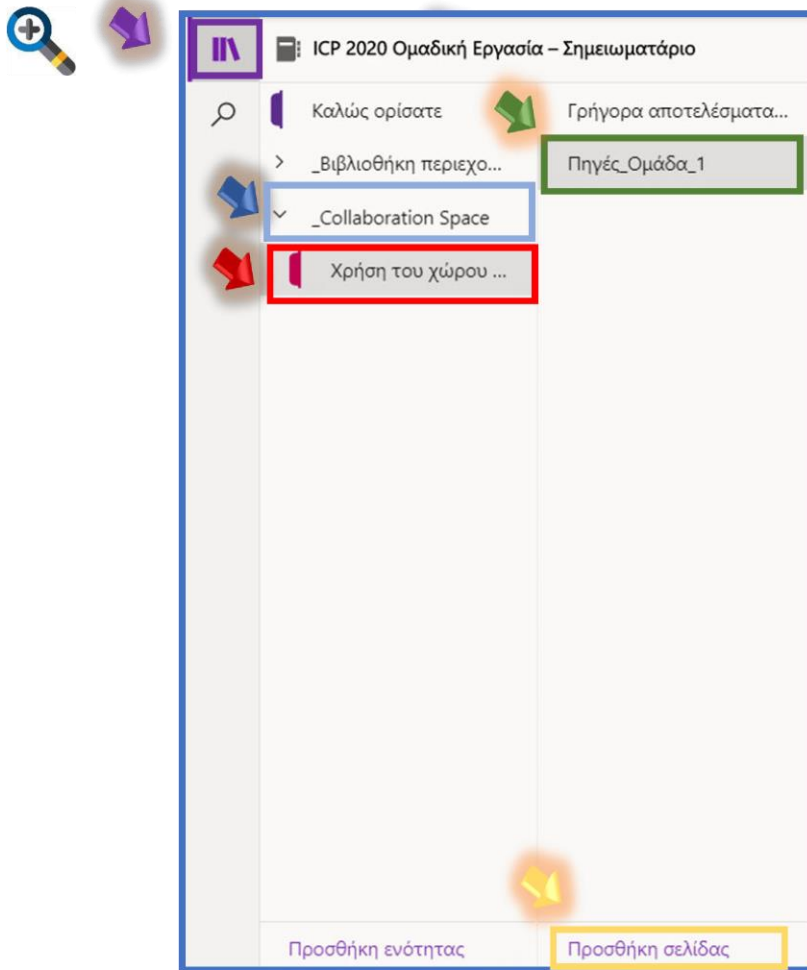 ICP 2020 Ομαδική Εργασία – Σημειωματάριο
Καλώς ορίσατε
Γρήγορα αποτελέσματα...
_Βιβλιοθήκη περιεχο...
Πηγές_Ομάδα_1
_Collaboration Space
Χρήση του χώρου ...
Προσθήκη ενότητας
Προσθήκη σελίδας